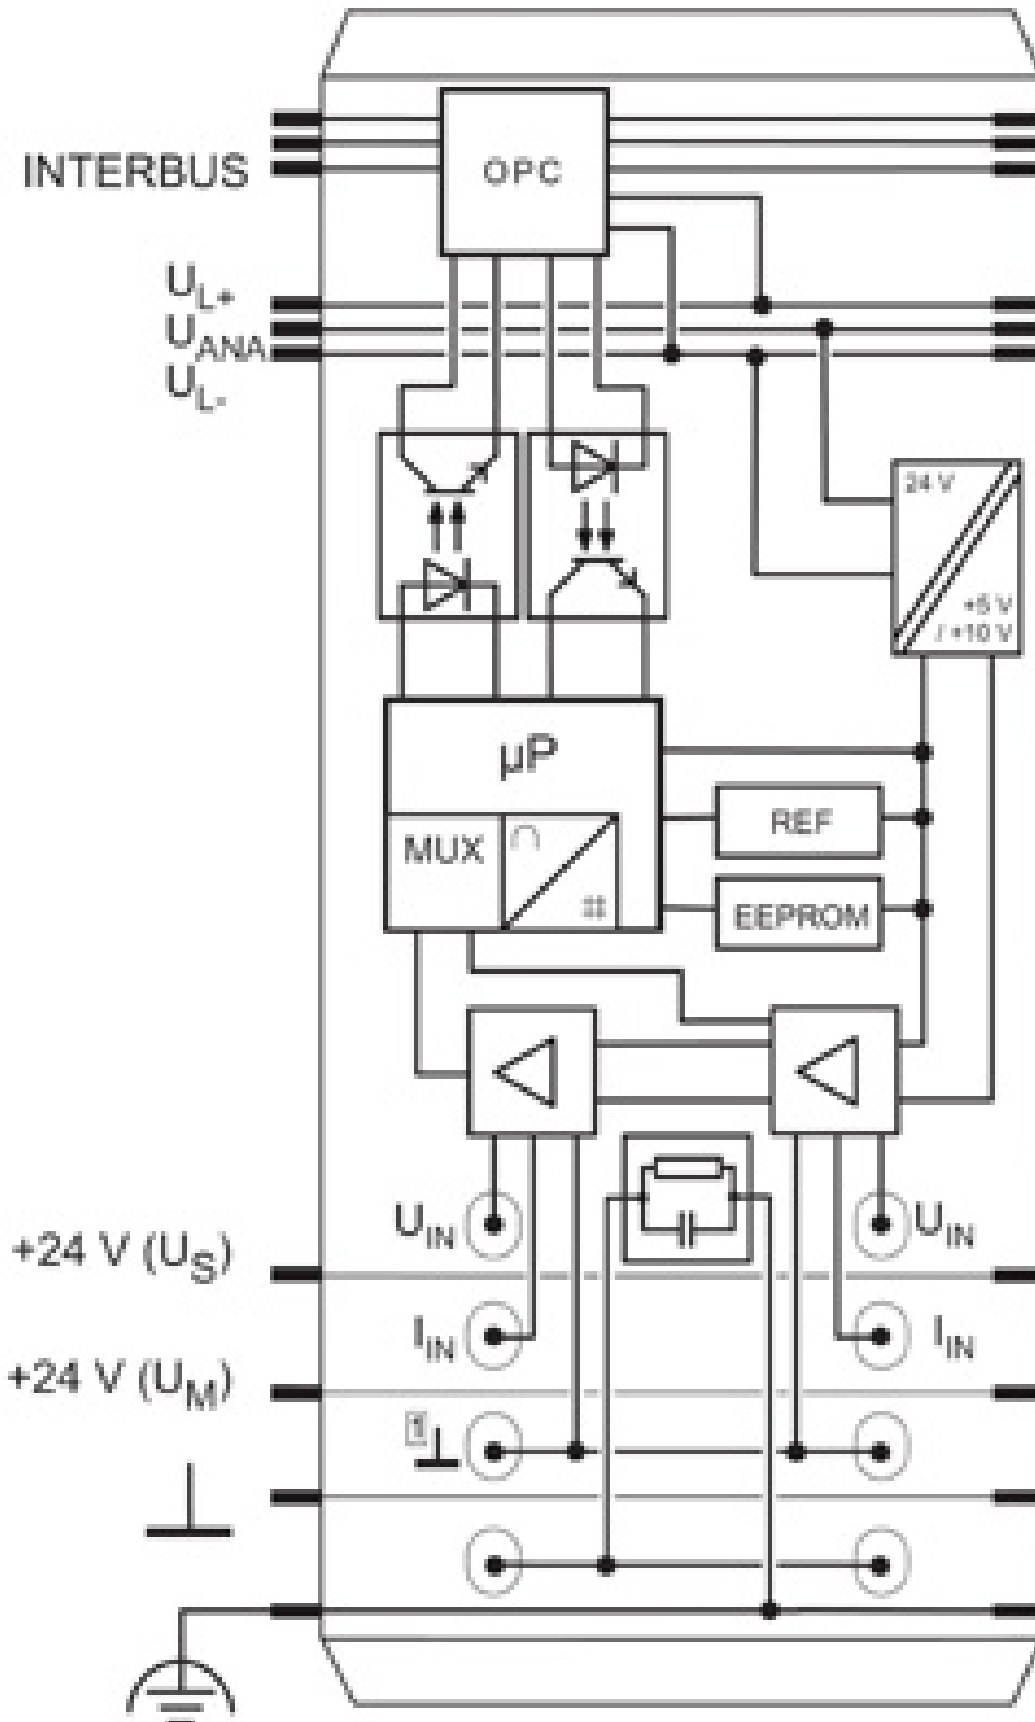 OPC
INTERBUS
UL+
UANA
UL-
24 V
+5 V
/ +10 V
µP
REF
MUX
∩
#
EEPROM
UIN
UIN
+24 V (US)
IIN
IIN
+24 V (UM)